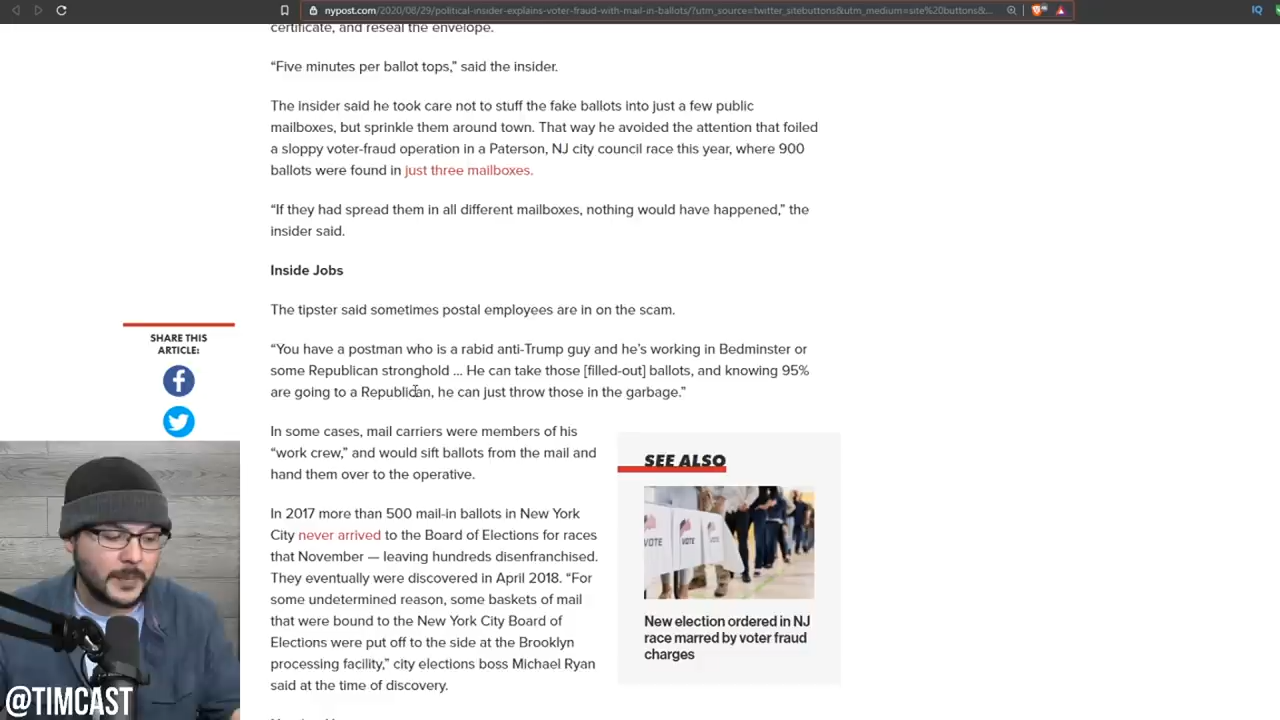 nypost.com/2020/08/29/political-insider-explains-voter-fraud-with-mail-in-ballots/?utm_source=twitter_sitebuttons&utm_medium=site%20buttons&...
IQ
certificate, and reseal the envelope.
“Five minutes per ballot tops,” said the insider.
The insider said he took care not to stuff the fake ballots into just a few public
mailboxes, but sprinkle them around town. That way he avoided the attention that foiled
a sloppy voter-fraud operation in a Paterson, NJ city council race this year, where 900
ballots were found in just three mailboxes.
“If they had spread them in all different mailboxes, nothing would have happened,” the
insider said.
Inside Jobs
The tipster said sometimes postal employees are in on the scam.
SHARE THIS
ARTICLE:
“You have a postman who is a rabid anti-Trump guy and he’s working in Bedminster or
some Republican stronghold … He can take those [filled-out] ballots, and knowing 95%
are going to a Republican, he can just throw those in the garbage.”
In some cases, mail carriers were members of his
“work crew,” and would sift ballots from the mail and
hand them over to the operative.
In 2017 more than 500 mail-in ballots in New York
City never arrived to the Board of Elections for races
that November — leaving hundreds disenfranchised.
They eventually were discovered in April 2018. “For
some undetermined reason, some baskets of mail
that were bound to the New York City Board of
Elections were put off to the side at the Brooklyn
processing facility,” city elections boss Michael Ryan
said at the time of discovery.
SEE ALSO
VOTE
VOTE
New election ordered in NJ
race marred by voter fraud
charges
@TIMCAST